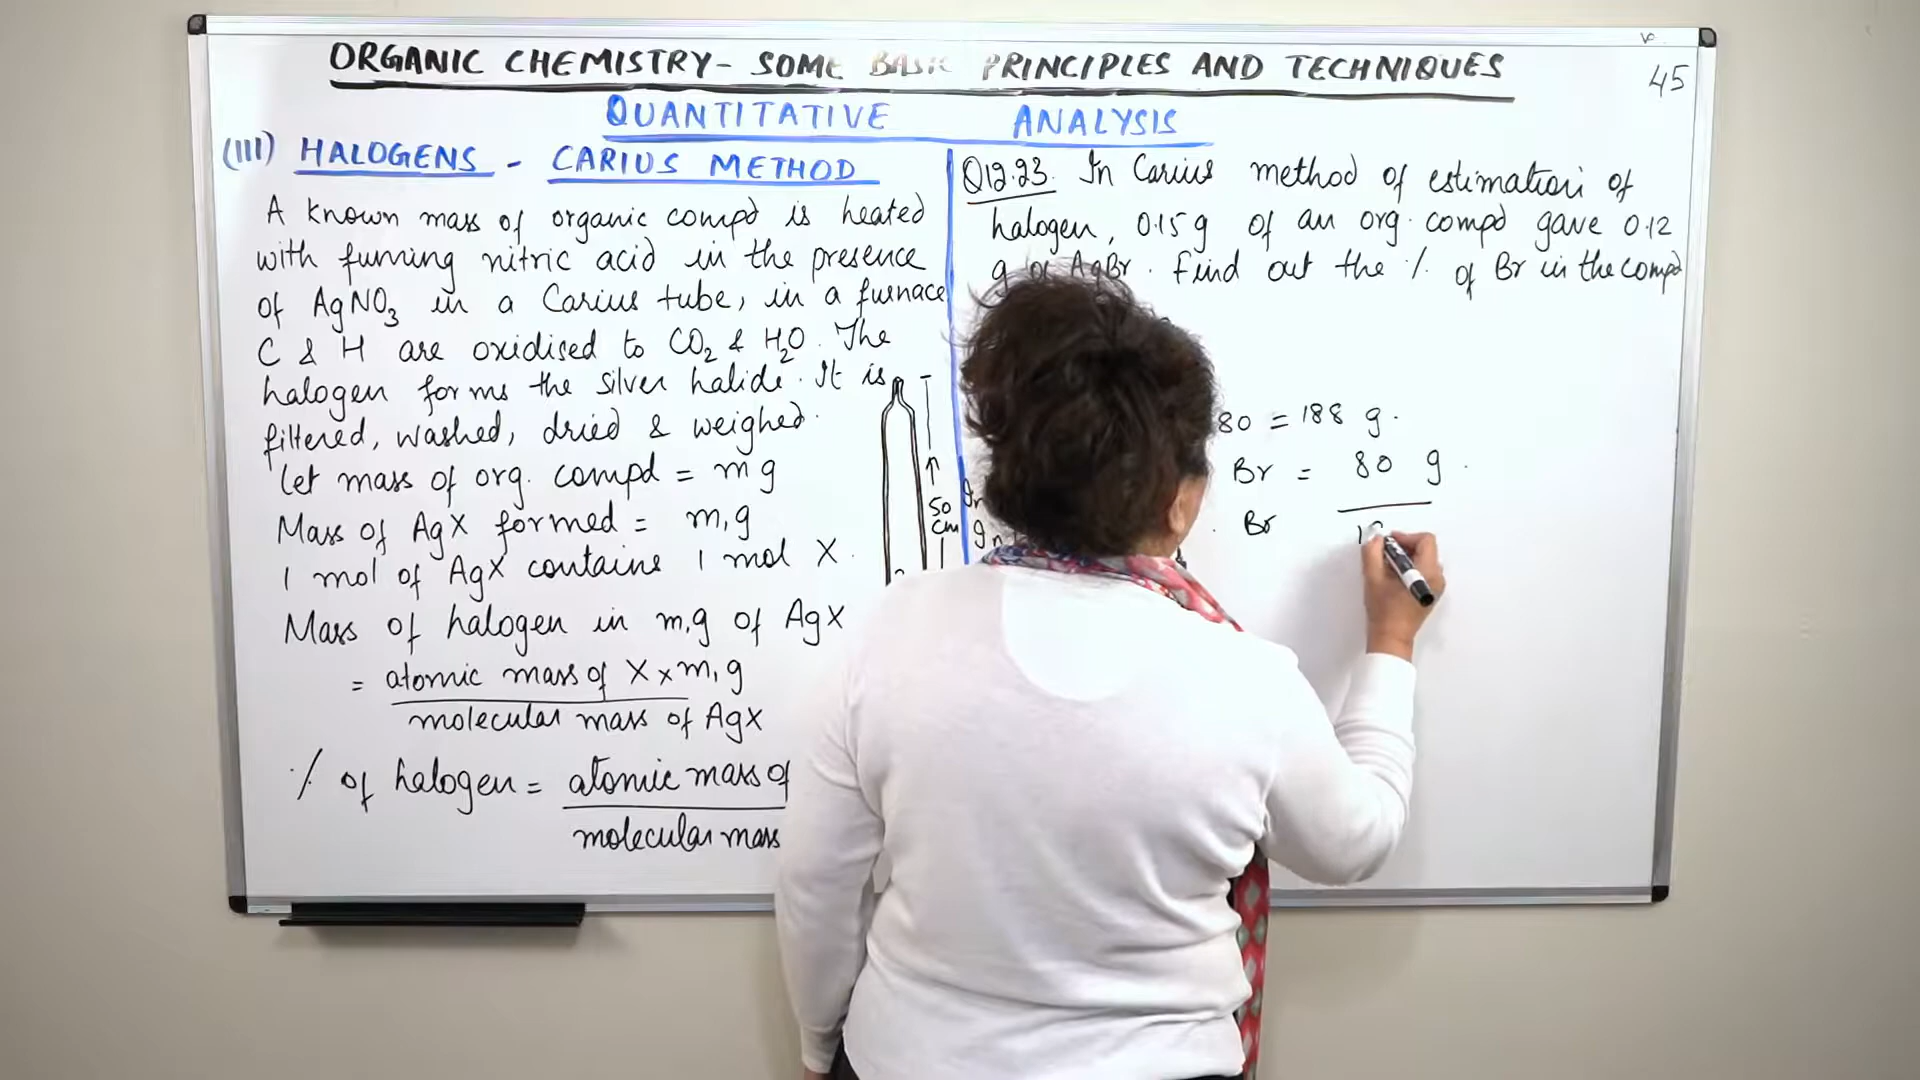 ORGANIC CHEMISTRY - SOME BASIC PRINCIPLES AND TECHNIQUES
45
QUANTITATIVE ANALYSIS
(III) HALOGENS - CARIUS METHOD
A known mass of organic compd is heated
with fuming nitric acid in the presence
of AgNO3 in a Carius tube, in a furnace
C & H are oxidised to CO2 & H2O. The
halogen forms the silver halide. It is
filtered, washed, dried & weighed.
Let mass of org. compd = m g
Mass of AgX formed = m1g
1 mol of AgX contains 1 mol X.
Mass of halogen in m1g of AgX
= atomic mass of X x m1g
molecular mass of AgX
% of halogen = atomic mass of
molecular mass
50
cm
Q12.23. In Carius method of estimation of
halogen, 0.15g of an org. compd gave 0.12
g of AgBr. Find out the % of Br in the compd
80 = 188 g.
Br = 80 g.
Br